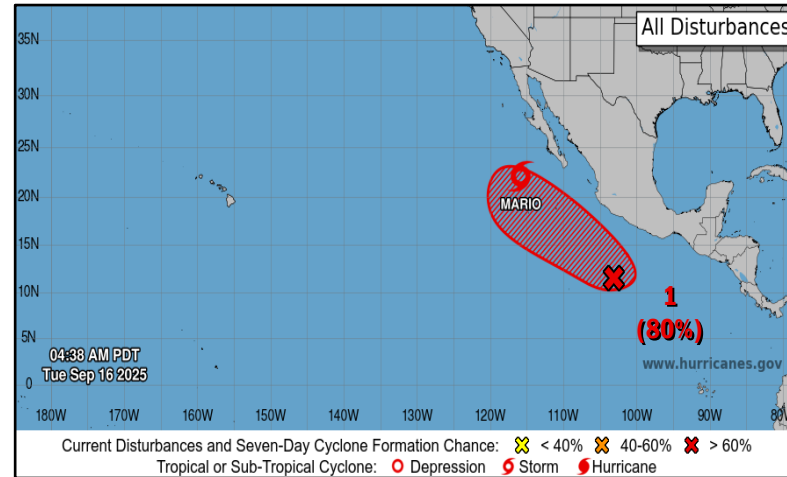 All Disturbances
35N
30N
25N
20N
15N
10N
5N
0
MARIO
1
(80%)
www.hurricanes.gov
04:38 AM PDT
Tue Sep 16 2025
180W 170W 160W 150W 140W 130W 120W 110W 100W 90W 80W
Current Disturbances and Seven-Day Cyclone Formation Chance: < 40% 40-60% > 60%
Tropical or Sub-Tropical Cyclone: Depression Storm Hurricane